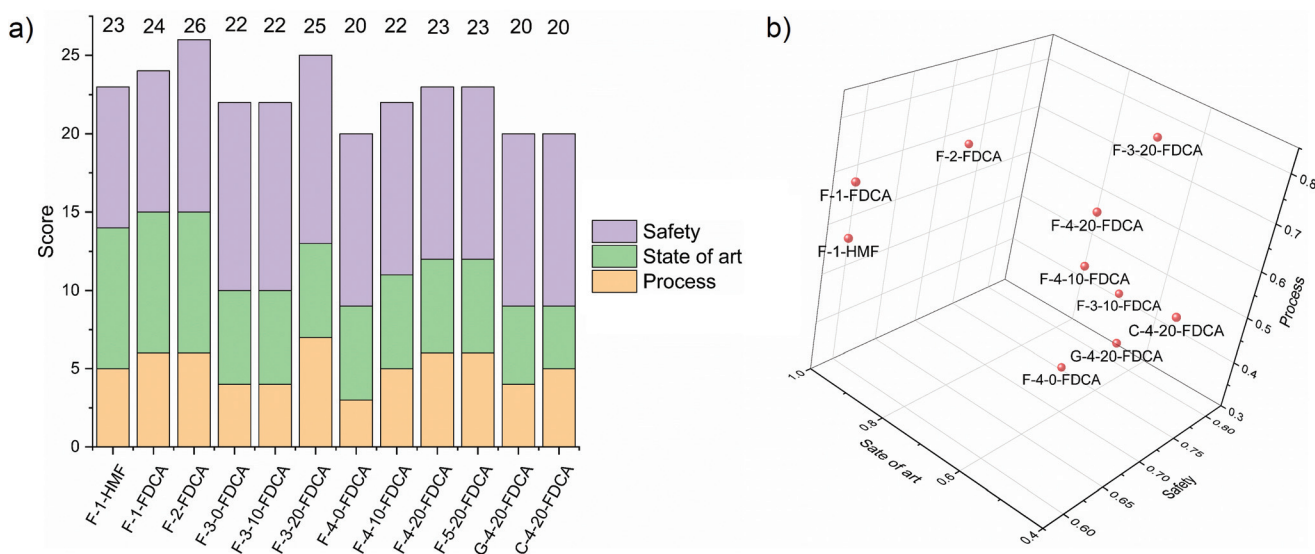 a)
23 24 26 22 22 25 20 22 23 23 20 20
25
20
15
10
5
0
Score
F-1-HMF
F-1-FDCA
F-2-FDCA
F-3-0-FDCA
F-3-10-FDCA
F-3-20-FDCA
F-4-0-FDCA
F-4-10-FDCA
F-4-20-FDCA
F-5-20-FDCA
G-4-20-FDCA
C-4-20-FDCA
Safety
State of art
Process
b)
F-3-20-FDCA
F-2-FDCA
F-1-FDCA
F-4-20-FDCA
F-1-HMF
F-4-10-FDCA
F-3-10-FDCA
C-4-20-FDCA
G-4-20-FDCA
F-4-0-FDCA
0.8
0.7
0.6
0.5
0.4
0.3
Process
1.0
0.8
0.6
0.4
Sate of art
0.80
0.75
0.70
0.65
0.60
Safety